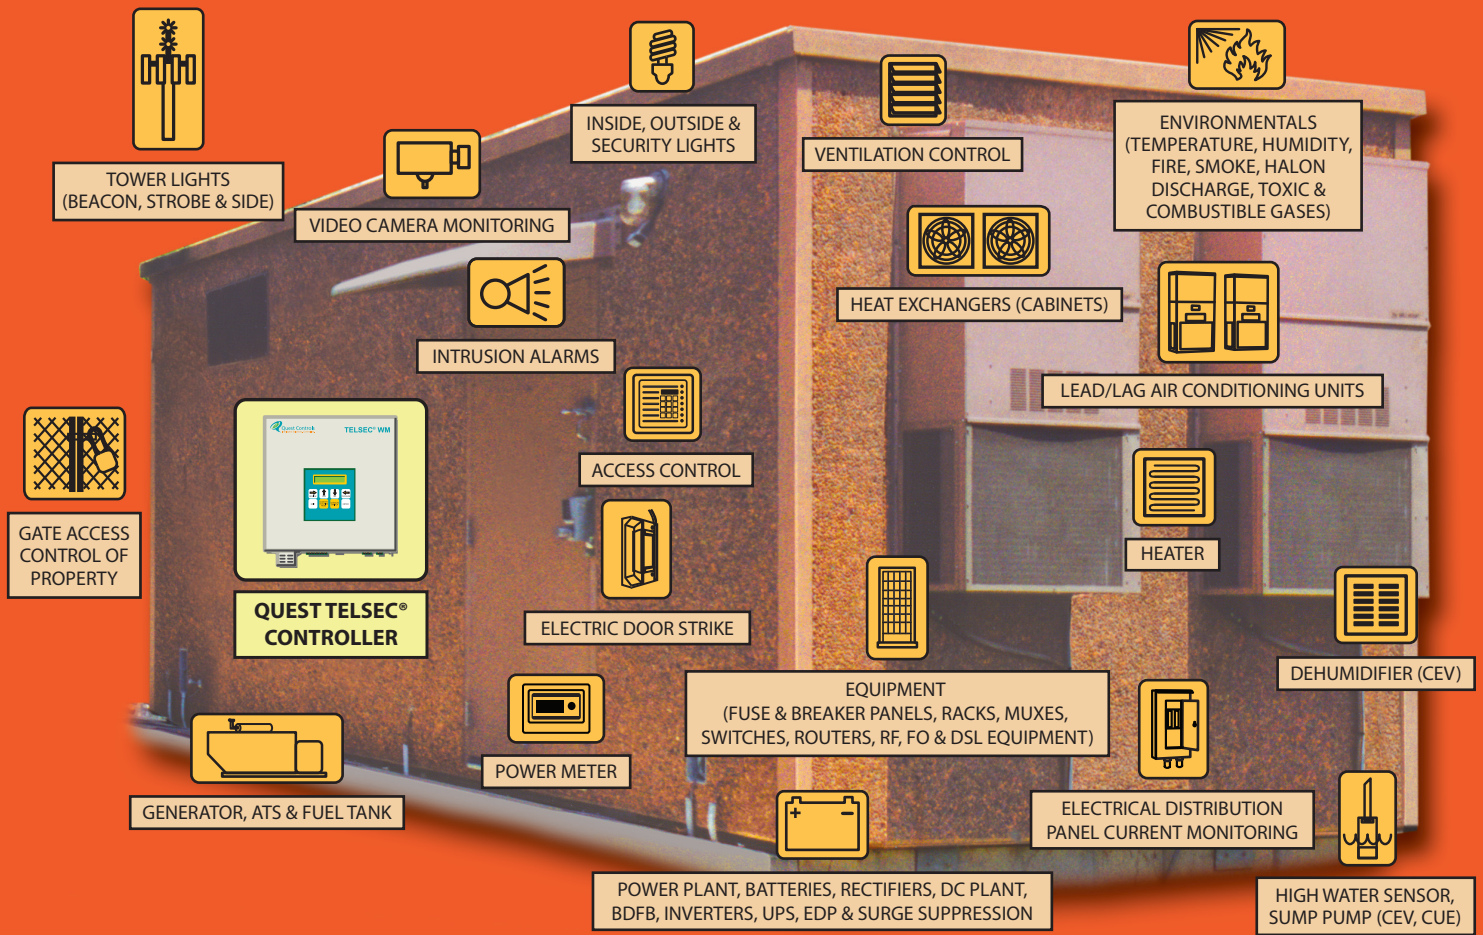 TOWER LIGHTS
(BEACON, STROBE & SIDE)
INSIDE, OUTSIDE &
SECURITY LIGHTS
VENTILATION CONTROL
ENVIRONMENTALS
(TEMPERATURE, HUMIDITY,
FIRE, SMOKE, HALON
DISCHARGE, TOXIC &
COMBUSTIBLE GASES)
VIDEO CAMERA MONITORING
HEAT EXCHANGERS (CABINETS)
INTRUSION ALARMS
LEAD/LAG AIR CONDITIONING UNITS
Quest Controls
TELSEC® WM
ACCESS CONTROL
GATE ACCESS
CONTROL OF
PROPERTY
HEATER
QUEST TELSEC®
CONTROLLER
ELECTRIC DOOR STRIKE
DEHUMIDIFIER (CEV)
EQUIPMENT
(FUSE & BREAKER PANELS, RACKS, MUXES,
SWITCHES, ROUTERS, RF, FO & DSL EQUIPMENT)
POWER METER
GENERATOR, ATS & FUEL TANK
ELECTRICAL DISTRIBUTION
PANEL CURRENT MONITORING
+ −
POWER PLANT, BATTERIES, RECTIFIERS, DC PLANT,
BDFB, INVERTERS, UPS, EDP & SURGE SUPPRESSION
HIGH WATER SENSOR,
SUMP PUMP (CEV, CUE)